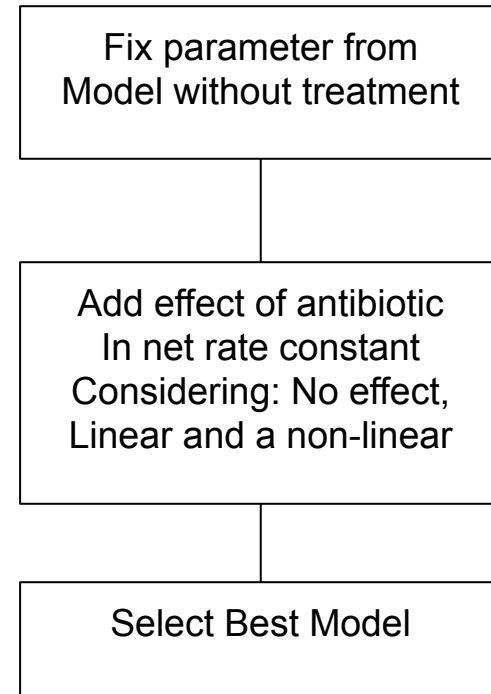 Fix parameter from
Model without treatment
Add effect of antibiotic
In net rate constant
Considering: No effect,
Linear and a non-linear
Select Best Model